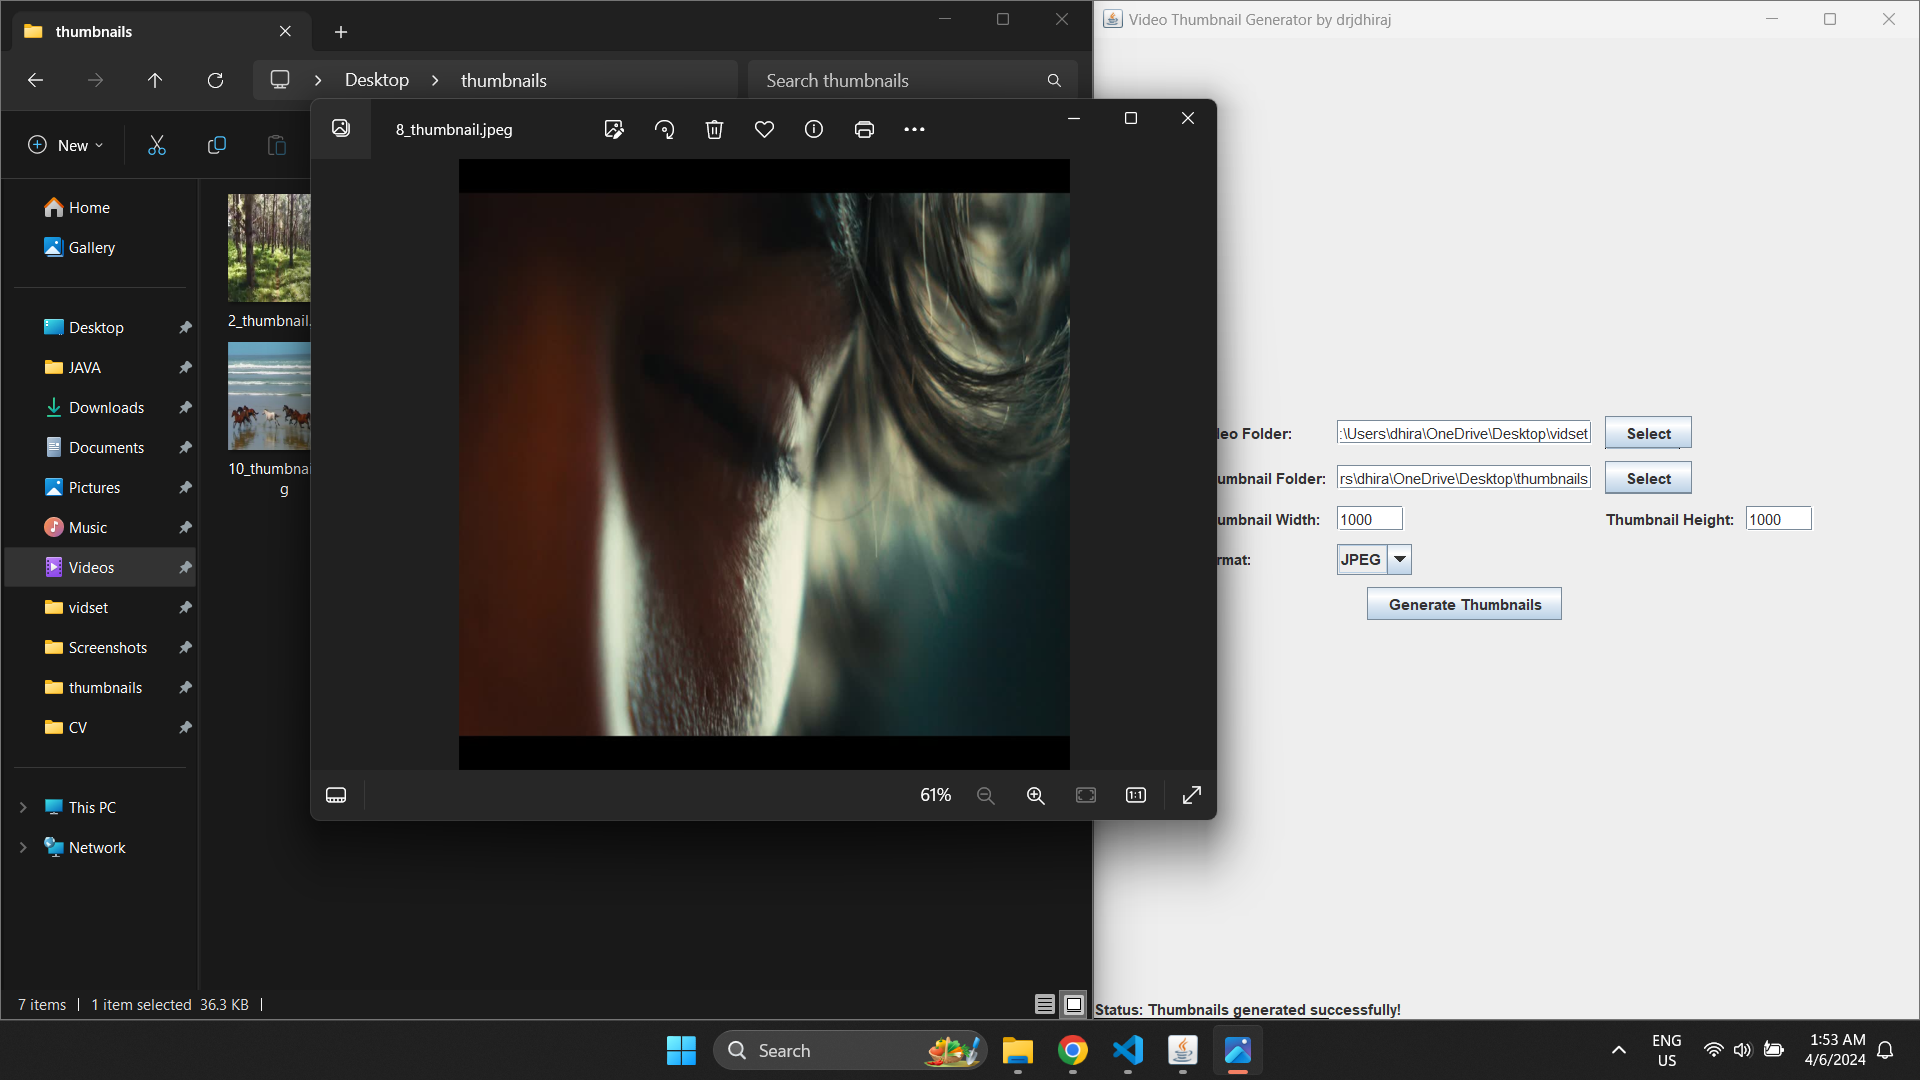 thumbnails
Desktop
thumbnails
Search thumbnails
New
Home
Gallery
Desktop
JAVA
Downloads
Documents
Pictures
Music
Videos
vidset
Screenshots
thumbnails
CV
This PC
Network
2_thumbnail.
10_thumbnai
g
7 items
1 item selected 36.3 KB
8_thumbnail.jpeg
61%
1:1
Video Thumbnail Generator by drjdhiraj
eo Folder:
:\Users\dhira\OneDrive\Desktop\vidset
Select
umbnail Folder:
rs\dhira\OneDrive\Desktop\thumbnails
Select
umbnail Width:
1000
Thumbnail Height:
1000
rmat:
JPEG
Generate Thumbnails
Status: Thumbnails generated successfully!
Search
ENG
US
1:53 AM
4/6/2024